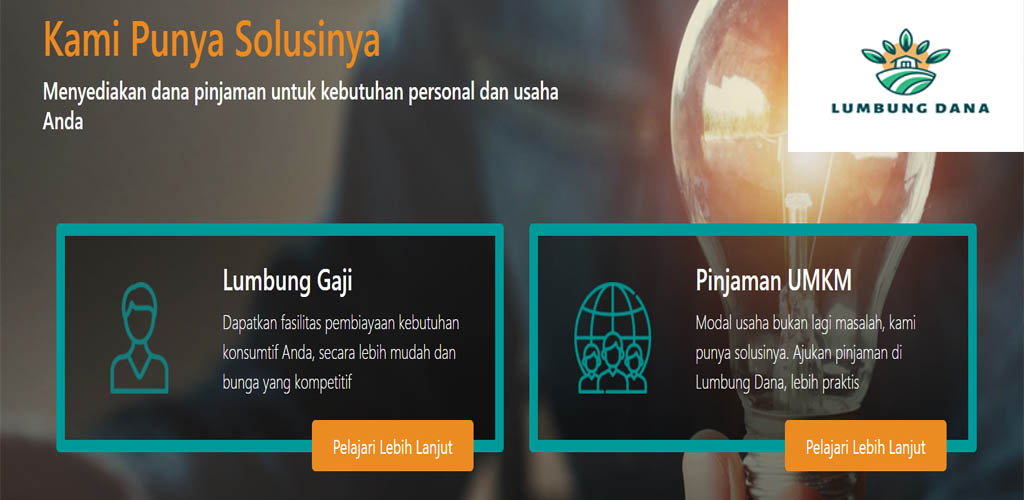 Kami Punya Solusinya
Menyediakan dana pinjaman untuk kebutuhan personal dan usaha
Anda
LUMBUNG DANA
Lumbung Gaji
Dapatkan fasilitas pembiayaan kebutuhan
konsumtif Anda, secara lebih mudah dan
bunga yang kompetitif
Pelajari Lebih Lanjut
Pinjaman UMKM
Modal usaha bukan lagi masalah, kami
punya solusinya. Ajukan pinjaman di
Lumbung Dana, lebih praktis
Pelajari Lebih Lanjut